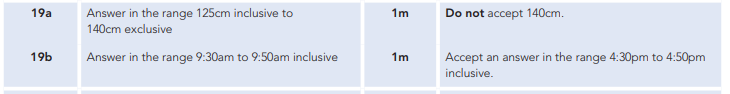 19a Answer in the range 125cm inclusive to 1m Do not accept 140cm.
140cm exclusive
19b Answer in the range 9:30am to 9:50am inclusive 1m Accept an answer in the range 4:30pm to 4:50pm
inclusive.